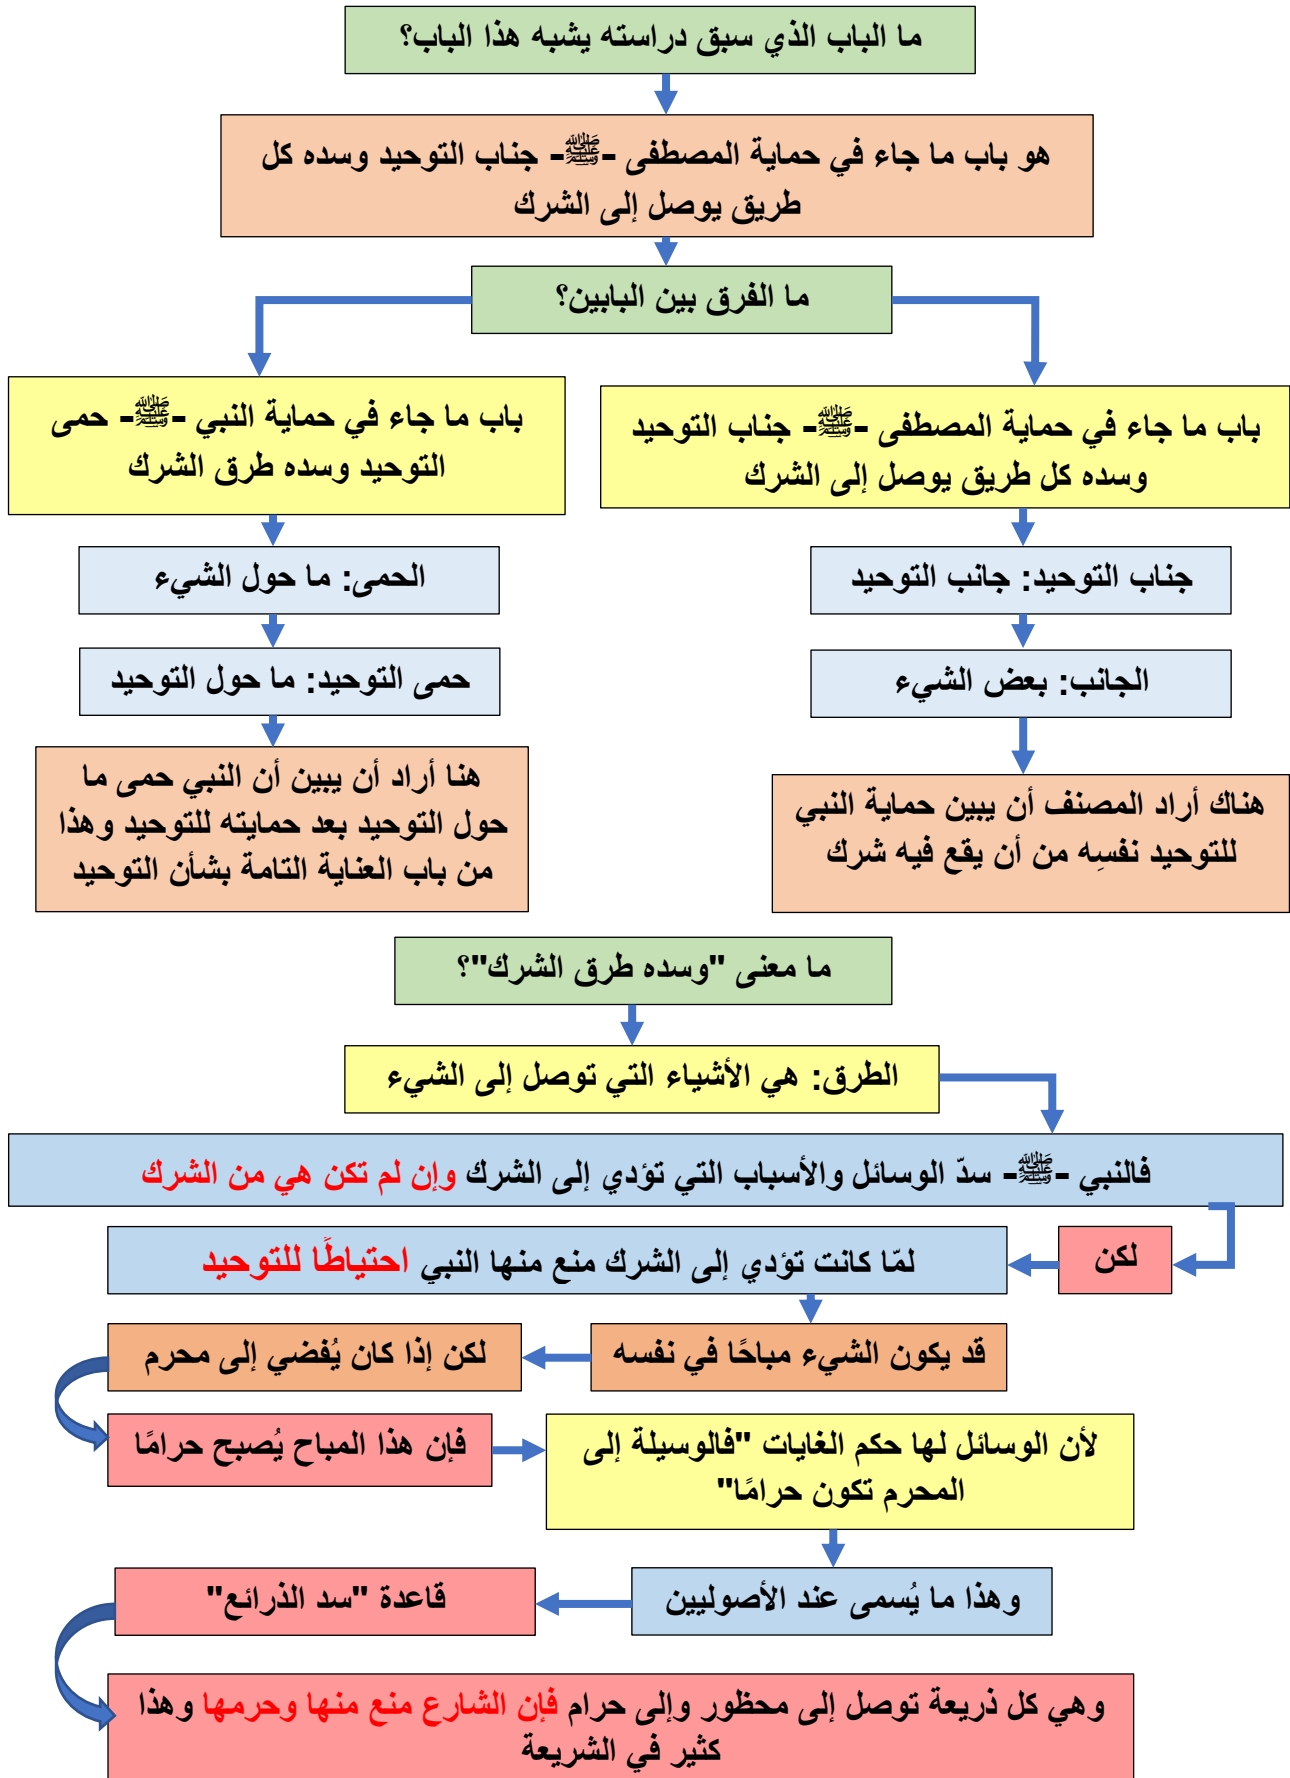 ما الباب الذي سبق دراسته يشبه هذا الباب؟
هو باب ما جاء في حماية المصطفى -ﷺ- جناب التوحيد وسده كل
طريق يوصل إلى الشرك
ما الفرق بين البابين؟
باب ما جاء في حماية المصطفى -ﷺ- جناب التوحيد
وسده كل طريق يوصل إلى الشرك
جناب التوحيد: جانب التوحيد
الجانب: بعض الشيء
هناك أراد المصنف أن يبين حماية النبي
للتوحيد نفسِه من أن يقع فيه شرك
باب ما جاء في حماية النبي -ﷺ- حمى
التوحيد وسده طرق الشرك
الحمى: ما حول الشيء
حمى التوحيد: ما حول التوحيد
هنا أراد أن يبين أن النبي حمى ما
حول التوحيد بعد حمايته للتوحيد وهذا
من باب العناية التامة بشأن التوحيد
ما معنى "وسده طرق الشرك"؟
الطرق: هي الأشياء التي توصل إلى الشيء
فالنبي -ﷺ- سدّ الوسائل والأسباب التي تؤدي إلى الشرك وإن لم تكن هي من الشرك
لكن
لمّا كانت تؤدي إلى الشرك منع منها النبي احتياطًا للتوحيد
قد يكون الشيء مباحًا في نفسه
لكن إذا كان يُفضي إلى محرم
فإن هذا المباح يُصبح حرامًا
لأن الوسائل لها حكم الغايات "فالوسيلة إلى
المحرم تكون حرامًا"
وهذا ما يُسمى عند الأصوليين
قاعدة "سد الذرائع"
وهي كل ذريعة توصل إلى محظور وإلى حرام فإن الشارع منع منها وحرمها وهذا
كثير في الشريعة